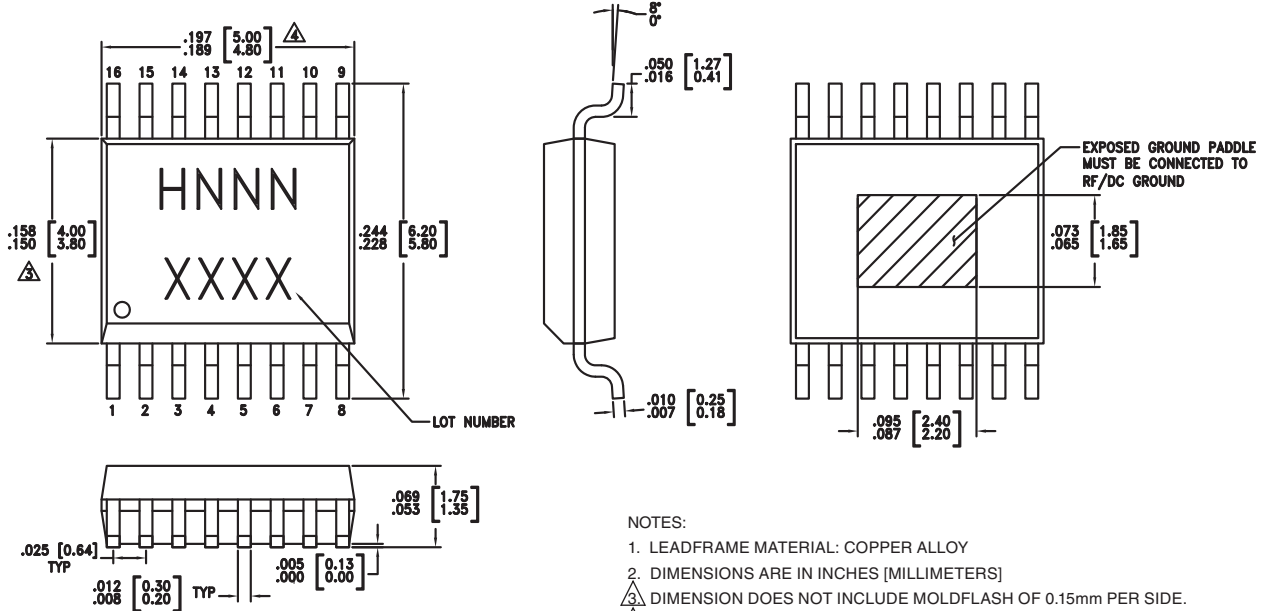 .197 [5.00] 4
.189 [4.80]
16 15 14 13 12 11 10 9
HNNN
XXXX
.158 [4.00]
.150 [3.80]
3
.244 [6.20]
.228 [5.80]
1 2 3 4 5 6 7 8
LOT NUMBER
8°
0°
.050 [1.27]
.016 [0.41]
.010 [0.25]
.007 [0.18]
EXPOSED GROUND PADDLE
MUST BE CONNECTED TO
RF/DC GROUND
.073 [1.85]
.065 [1.65]
.095 [2.40]
.087 [2.20]
.069 [1.75]
.053 [1.35]
.025 [0.64]
TYP
.012 [0.30] TYP
.008 [0.20]
.005 [0.13]
.000 [0.00]
NOTES:
1. LEADFRAME MATERIAL: COPPER ALLOY
2. DIMENSIONS ARE IN INCHES [MILLIMETERS]
3. DIMENSION DOES NOT INCLUDE MOLDFLASH OF 0.15mm PER SIDE.